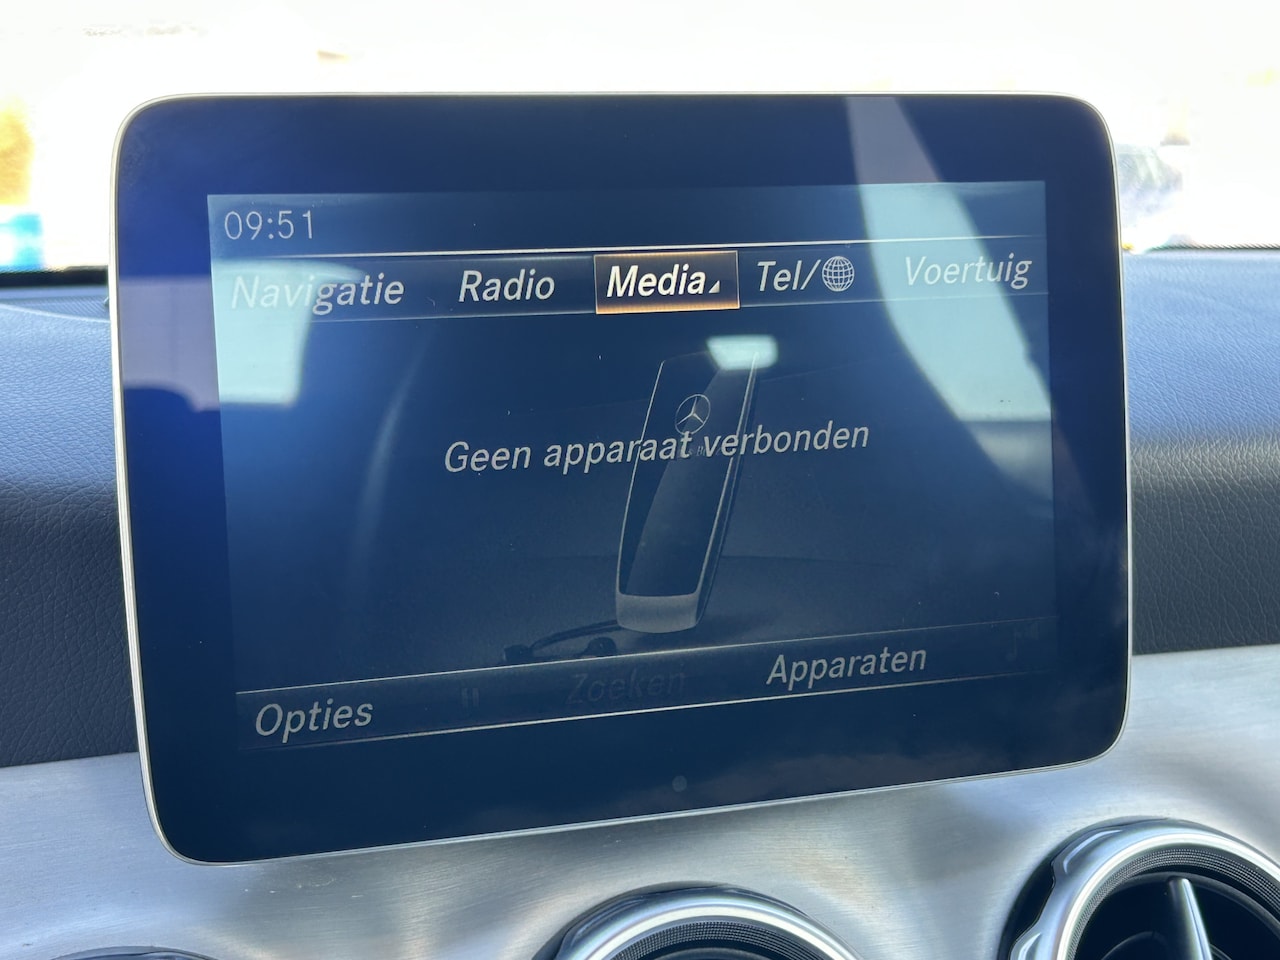 09:51
Navigatie Radio Media Tel/ Voertuig
Geen apparaat verbonden
Opties Zoeken Apparaten